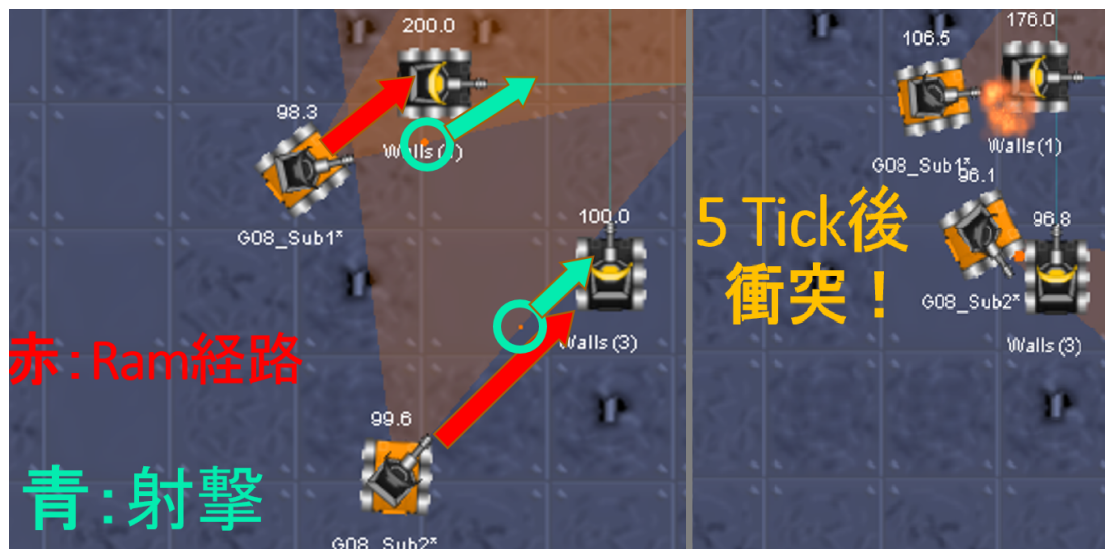 200.0
98.3
Walls (1)
G08_Sub1*
100.0
Walls (3)
赤:Ram経路
99.6
青:射撃
G08_Sub2*
176.0
106.5
Walls (1)
G08_Sub1*
96.1
5 Tick後
衝突！
96.8
G08_Sub2*
Walls (3)